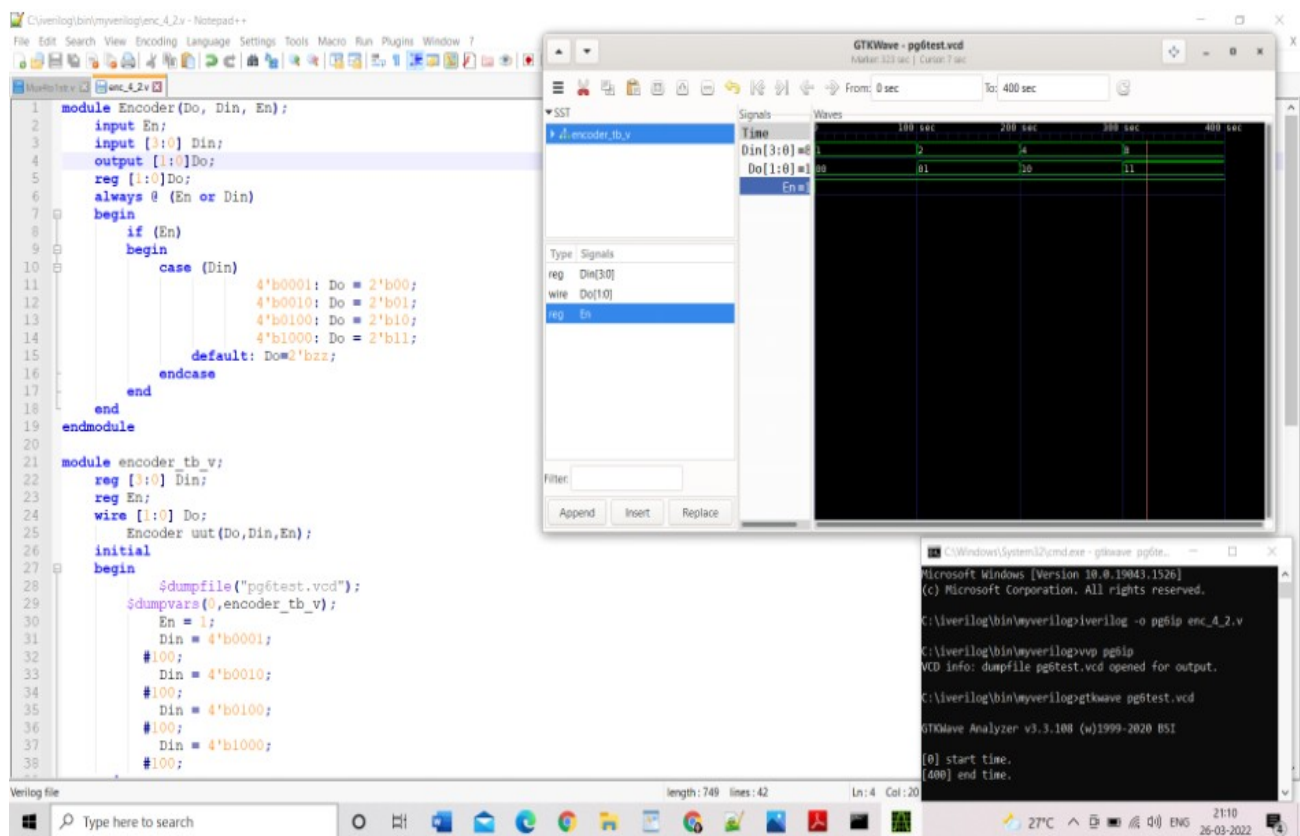 C:\iverilog\bin\myverilog\enc_4_2.v - Notepad++
File Edit Search View Encoding Language Settings Tools Macro Run Plugins Window ?
enc_4_2.v
1 module Encoder(Do, Din, En);
2 input En;
3 input [3:0] Din;
4 output [1:0]Do;
5 reg [1:0]Do;
6 always @ (En or Din)
7 begin
8 if (En)
9 begin
10 case (Din)
11 4'b0001: Do = 2'b00;
12 4'b0010: Do = 2'b01;
13 4'b0100: Do = 2'b10;
14 4'b1000: Do = 2'b11;
15 default: Do=2'bzz;
16 endcase
17 end
18 end
19 endmodule
20
21 module encoder_tb_v;
22 reg [3:0] Din;
23 reg En;
24 wire [1:0] Do;
25 Encoder uut(Do,Din,En);
26 initial
27 begin
28 $dumpfile("pg6test.vcd");
29 $dumpvars(0,encoder_tb_v);
30 En = 1;
31 Din = 4'b0001;
32 #100;
33 Din = 4'b0010;
34 #100;
35 Din = 4'b0100;
36 #100;
37 Din = 4'b1000;
38 #100;
Verilog file length : 749 lines : 42 Ln : 4 Col : 20
GTKWave - pg6test.vcd
Marker: 323 sec | Cursor: 7 sec
From: 0 sec To: 400 sec
SST
encoder_tb_v
Type Signals
reg Din[3:0]
wire Do[1:0]
reg En
Filter:
Append Insert Replace
Signals Waves
Time 100 sec 200 sec 300 sec 400 sec
Din[3:0] =8 1 2 4 8
Do[1:0] =1 00 01 10 11
En =1
C:\Windows\System32\cmd.exe - gtkwave pg6te...
Microsoft Windows [Version 10.0.19043.1526]
(c) Microsoft Corporation. All rights reserved.
C:\iverilog\bin\myverilog>iverilog -o pg6ip enc_4_2.v
C:\iverilog\bin\myverilog>vvp pg6ip
VCD info: dumpfile pg6test.vcd opened for output.
C:\iverilog\bin\myverilog>gtkwave pg6test.vcd
GTKWave Analyzer v3.3.108 (w)1999-2020 BSI
[0] start time.
[400] end time.
Type here to search
27°C ENG 21:10
26-03-2022